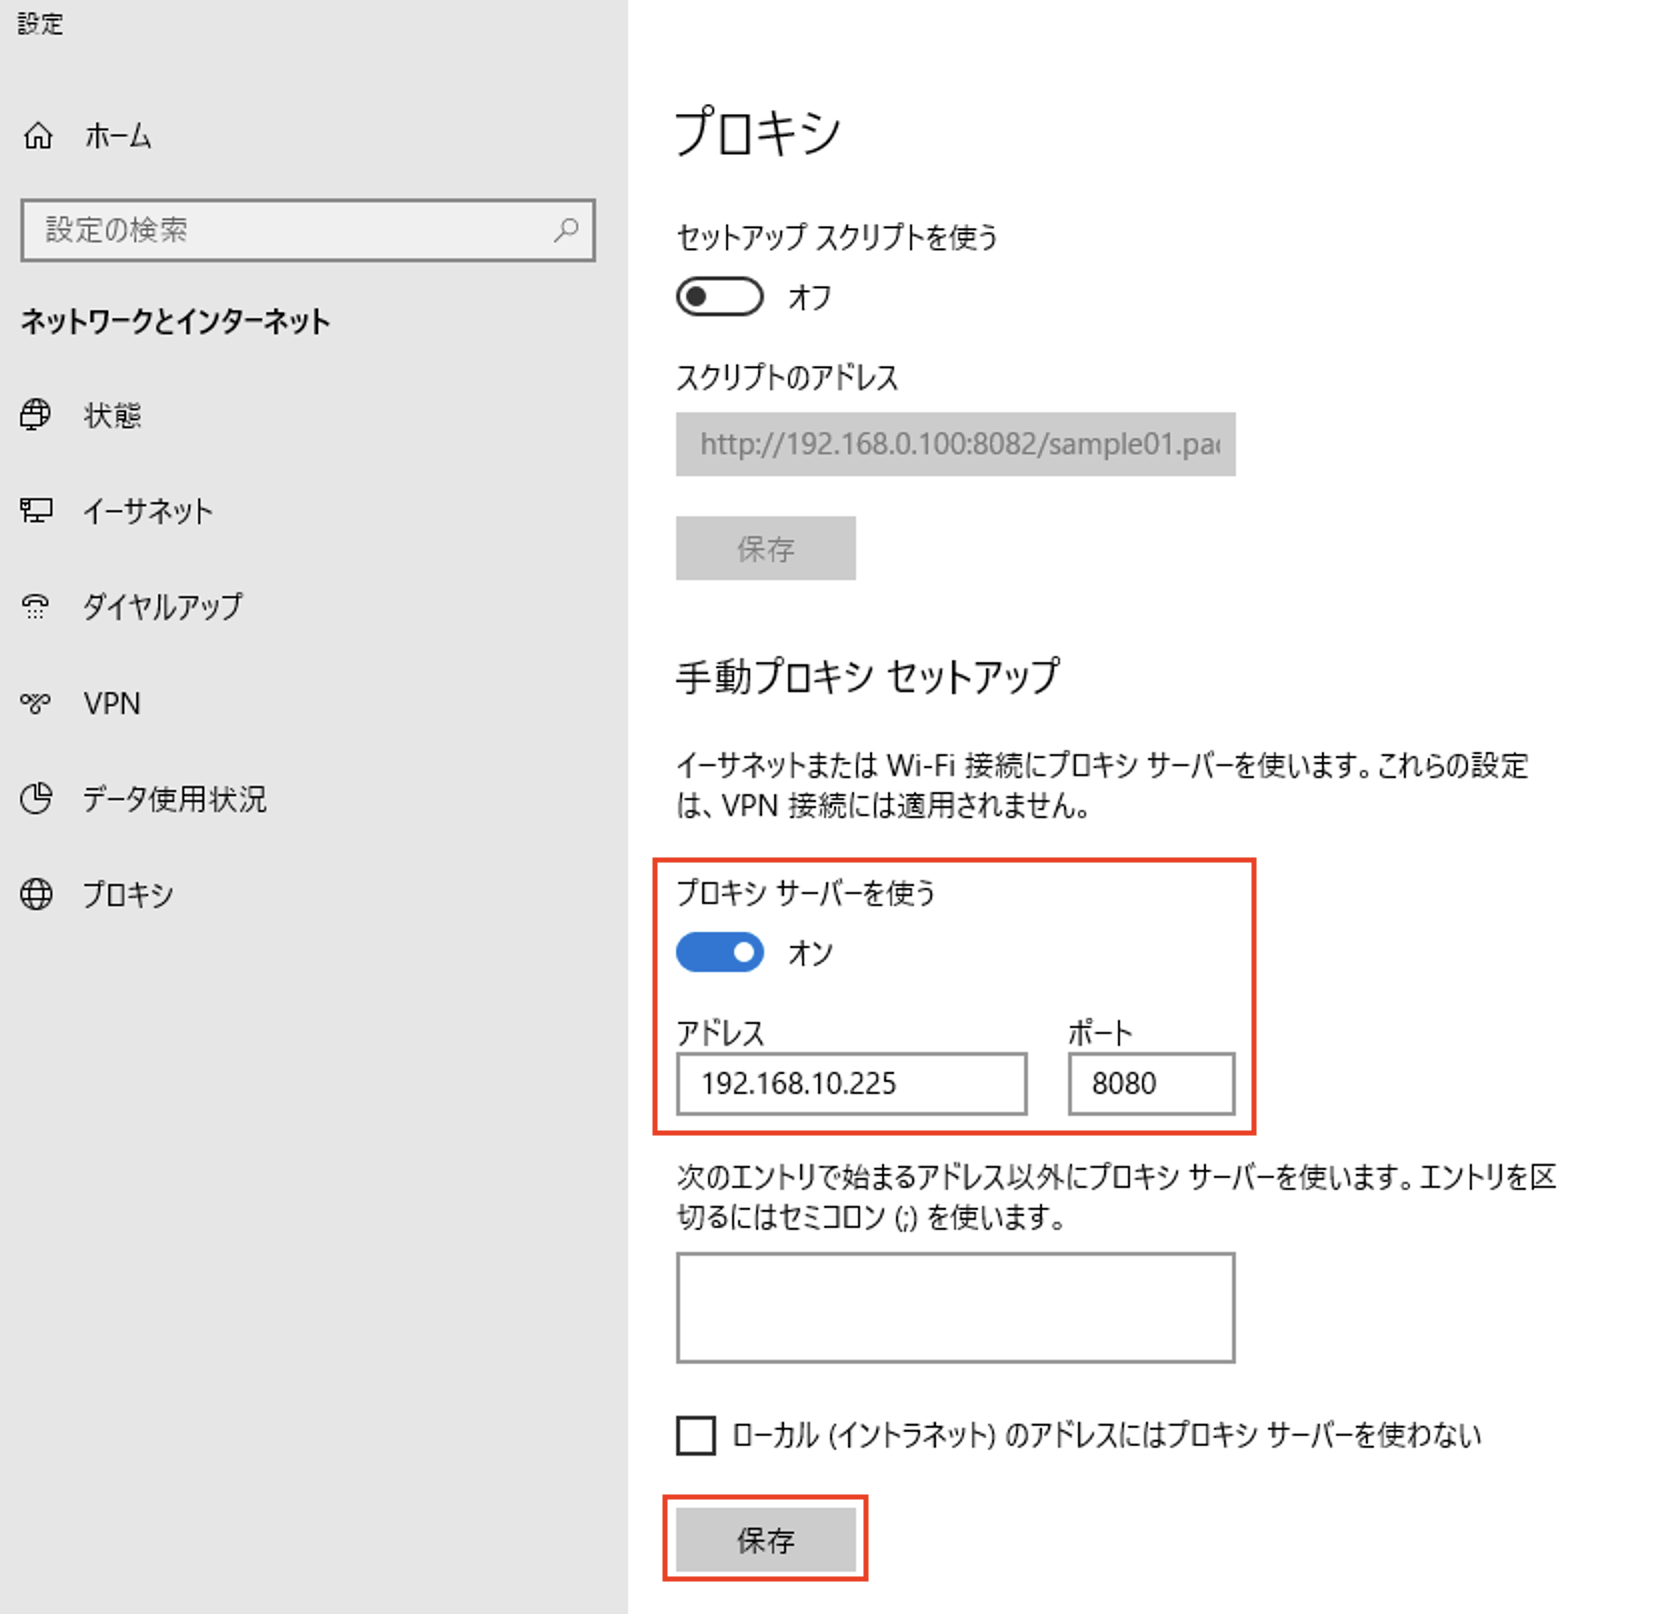 設定
ホーム
設定の検索
ネットワークとインターネット
状態
イーサネット
ダイヤルアップ
VPN
データ使用状況
プロキシ
プロキシ
セットアップ スクリプトを使う
オフ
スクリプトのアドレス
http://192.168.0.100:8082/sample01.pac
保存
手動プロキシ セットアップ
イーサネットまたは Wi-Fi 接続にプロキシ サーバーを使います。これらの設定
は、VPN 接続には適用されません。
プロキシ サーバーを使う
オン
アドレス
ポート
192.168.10.225
8080
次のエントリで始まるアドレス以外にプロキシ サーバーを使います。エントリを区
切るにはセミコロン (;) を使います。
ローカル (イントラネット) のアドレスにはプロキシ サーバーを使わない
保存